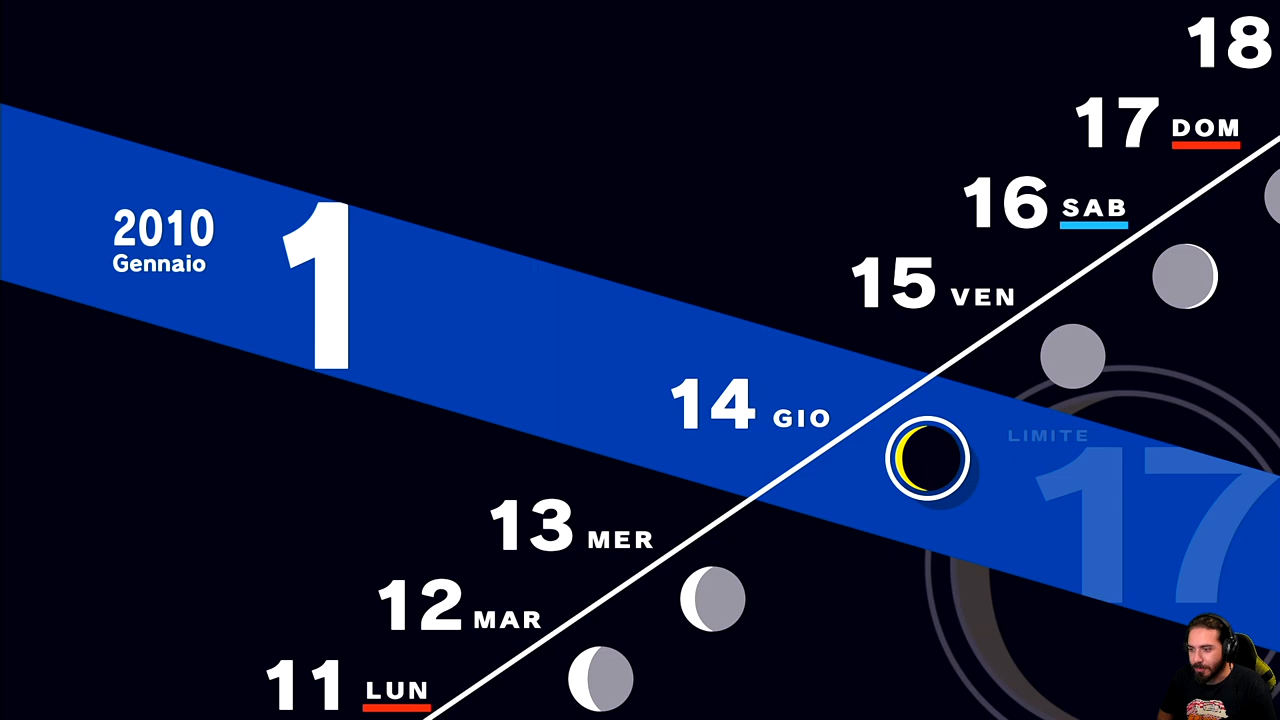 18
17 DOM
16 SAB
15 VEN
2010
Gennaio
1
14 GIO
LIMITE
17
13 MER
12 MAR
11 LUN